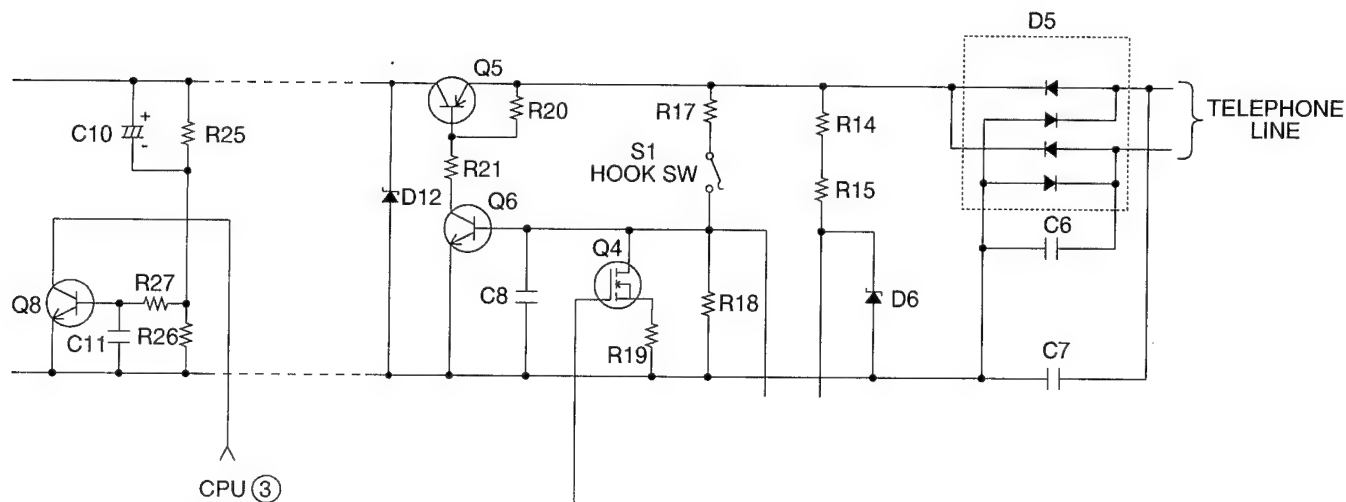 D5
Q5
R20
R17
R14
TELEPHONE
LINE
C10
+
-
R25
R21
S1
HOOK SW
R15
D12
Q6
C6
Q4
Q8
R27
C8
R18
D6
C11
R26
R19
C7
CPU ③